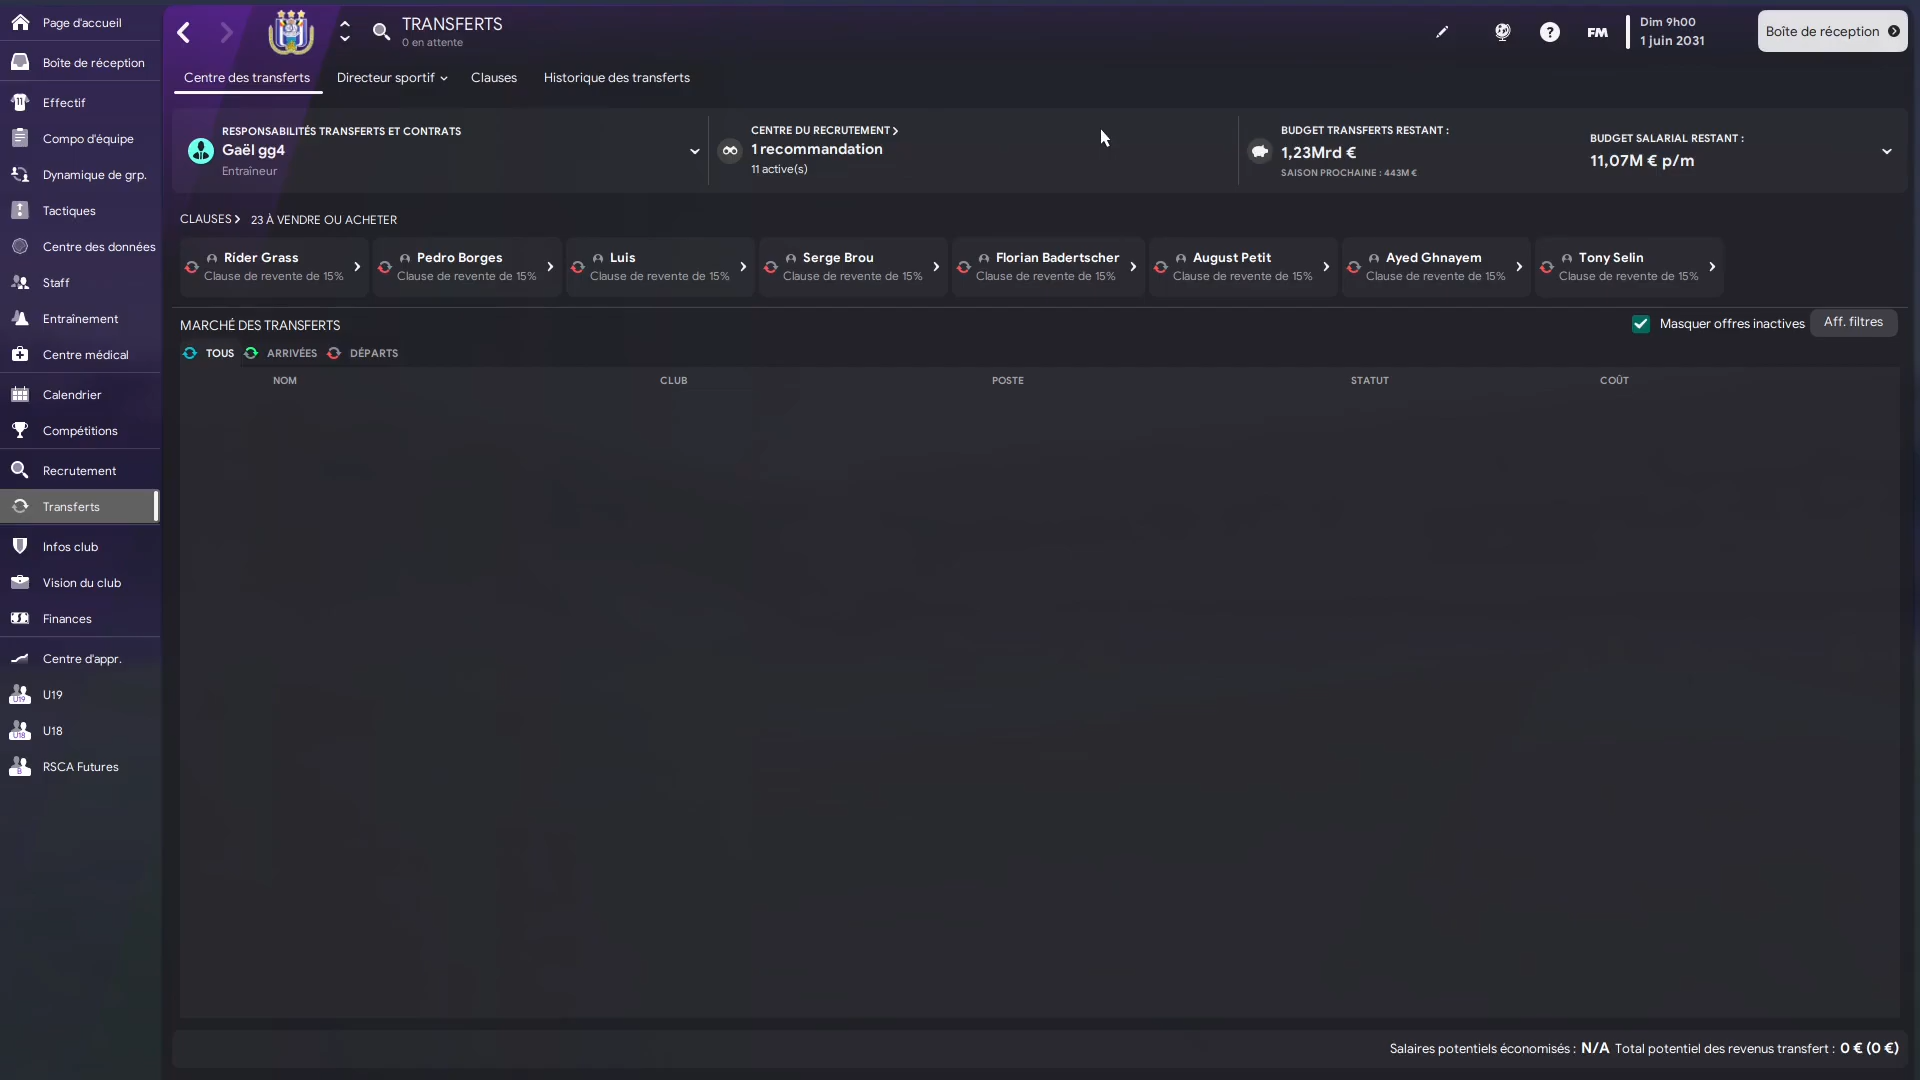 Page d'accueil
Boîte de réception
Effectif
Compo d'équipe
Dynamique de grp.
Tactiques
Centre des données
Staff
Entraînement
Centre médical
Calendrier
Compétitions
Recrutement
Transferts
Infos club
Vision du club
Finances
Centre d'appr.
U19
U19
U18
U18
B
RSCA Futures
TRANSFERTS
0 en attente
?
FM
Dim 9h00
1 juin 2031
Boîte de réception
Centre des transferts
Directeur sportif
Clauses
Historique des transferts
RESPONSABILITÉS TRANSFERTS ET CONTRATS
Gaël gg4
Entraîneur
CENTRE DU RECRUTEMENT
1 recommandation
11 active(s)
BUDGET TRANSFERTS RESTANT :
1,23Mrd €
SAISON PROCHAINE : 443M €
BUDGET SALARIAL RESTANT :
11,07M € p/m
CLAUSES
23 À VENDRE OU ACHETER
Ríder Grass
Clause de revente de 15%
Pedro Borges
Clause de revente de 15%
Luis
Clause de revente de 15%
Serge Brou
Clause de revente de 15%
Florian Badertscher
Clause de revente de 15%
August Petit
Clause de revente de 15%
Ayed Ghnayem
Clause de revente de 15%
Tony Selin
Clause de revente de 15%
MARCHÉ DES TRANSFERTS
Masquer offres inactives
Aff. filtres
TOUS
ARRIVÉES
DÉPARTS
NOM
CLUB
POSTE
STATUT
COÛT
Salaires potentiels économisés : N/A Total potentiel des revenus transfert : 0 € (0 €)